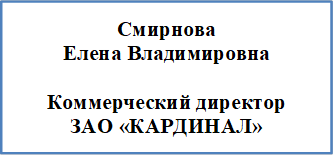 Смирнова
Елена Владимировна
Коммерческий директор
ЗАО «КАРДИНАЛ»